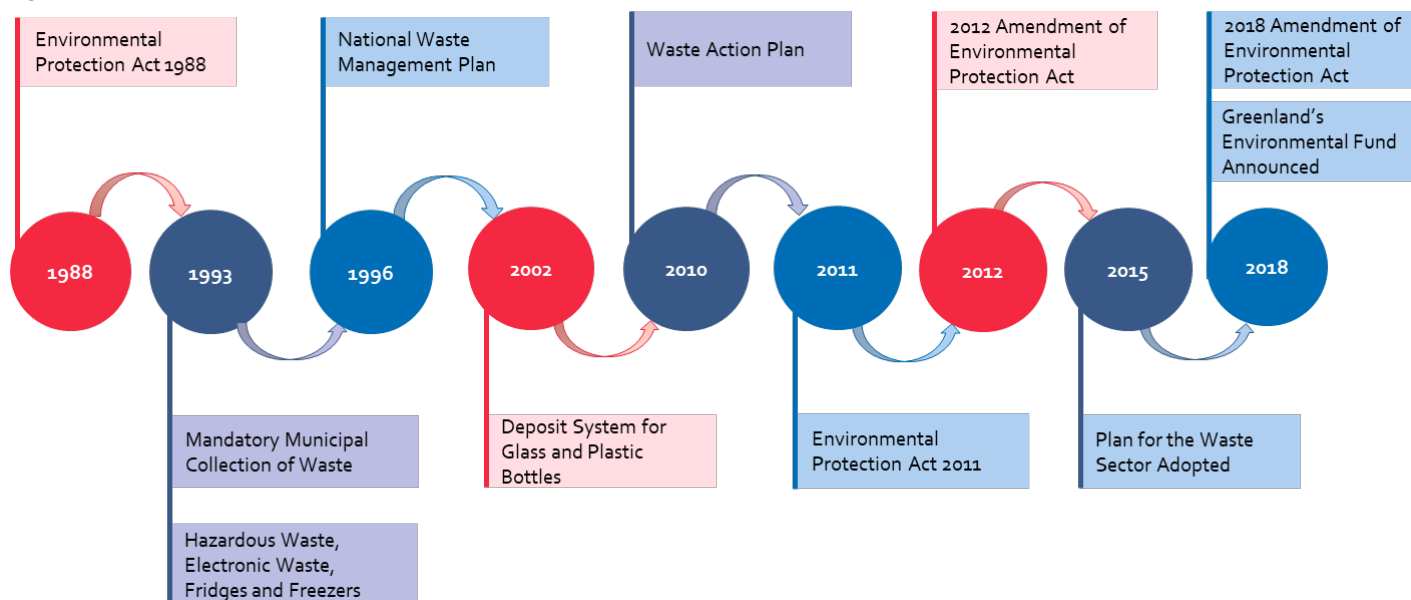 Environmental
Protection Act 1988
National Waste
Management Plan
Waste Action Plan
2012 Amendment of
Environmental
Protection Act
2018 Amendment of
Environmental
Protection Act
Greenland's
Environmental Fund
Announced
1988
1993
1996
2002
2010
2011
2012
2015
2018
Mandatory Municipal
Collection of Waste
Deposit System for
Glass and Plastic
Bottles
Environmental
Protection Act 2011
Plan for the Waste
Sector Adopted
Hazardous Waste,
Electronic Waste,
Fridges and Freezers